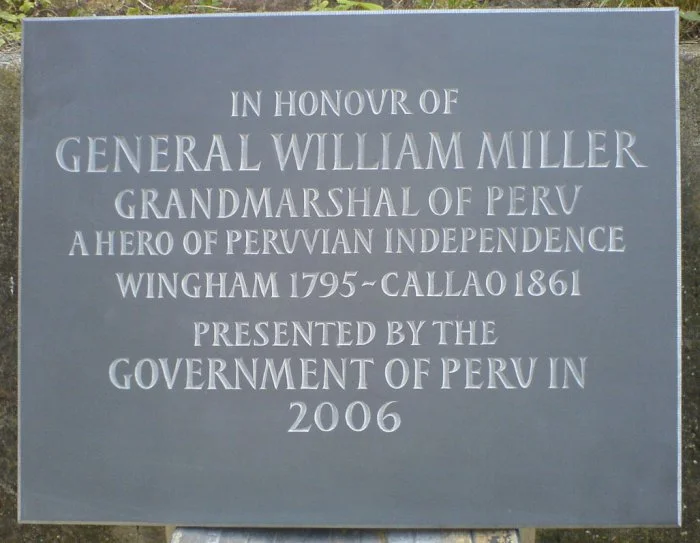 IN HONOVR OF
GENERAL WILLIAM MILLER
GRANDMARSHAL OF PERV
A HERO OF PERVVIAN INDEPENDENCE
WINGHAM 1795~CALLAO 1861
PRESENTED BY THE
GOVERNMENT OF PERV IN
2006